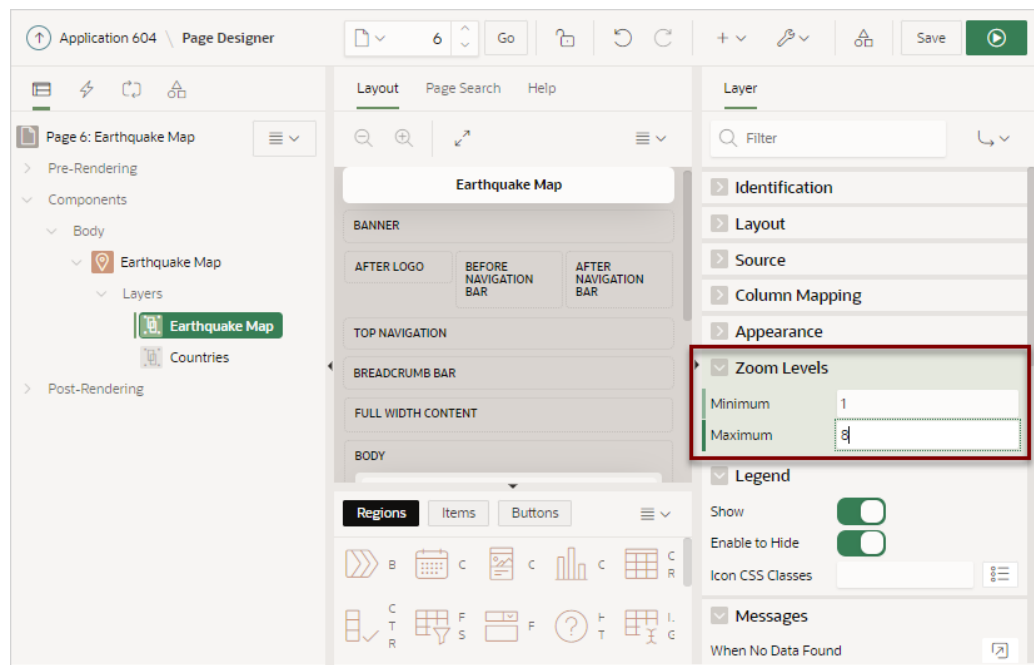 Application 604 \ Page Designer
6
Go
Save
Layout Page Search Help
Layer
Page 6: Earthquake Map
Filter
Pre-Rendering
Components
Body
Earthquake Map
Layers
Earthquake Map
Countries
Post-Rendering
Earthquake Map
BANNER
AFTER LOGO
BEFORE
NAVIGATION
BAR
AFTER
NAVIGATION
BAR
TOP NAVIGATION
BREADCRUMB BAR
FULL WIDTH CONTENT
BODY
Regions Items Buttons
B C C C C
R
C
T
R
F
S
F
T
I.
G
Identification
Layout
Source
Column Mapping
Appearance
Zoom Levels
Minimum 1
Maximum 8
Legend
Show
Enable to Hide
Icon CSS Classes
Messages
When No Data Found